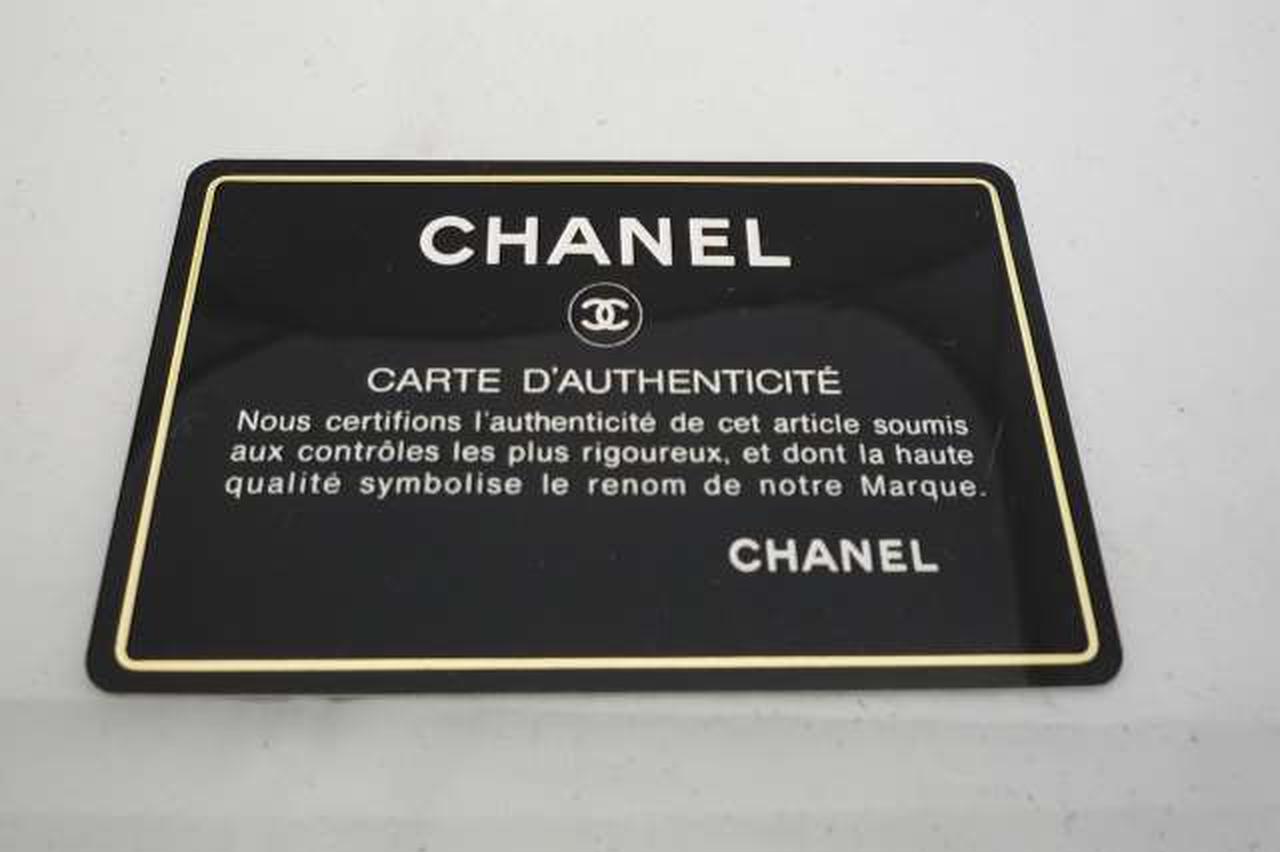 CHANEL
CARTE D'AUTHENTICITÉ
Nous certifions l'authenticité de cet article soumis
aux contrôles les plus rigoureux, et dont la haute
qualité symbolise le renom de notre Marque.
CHANEL